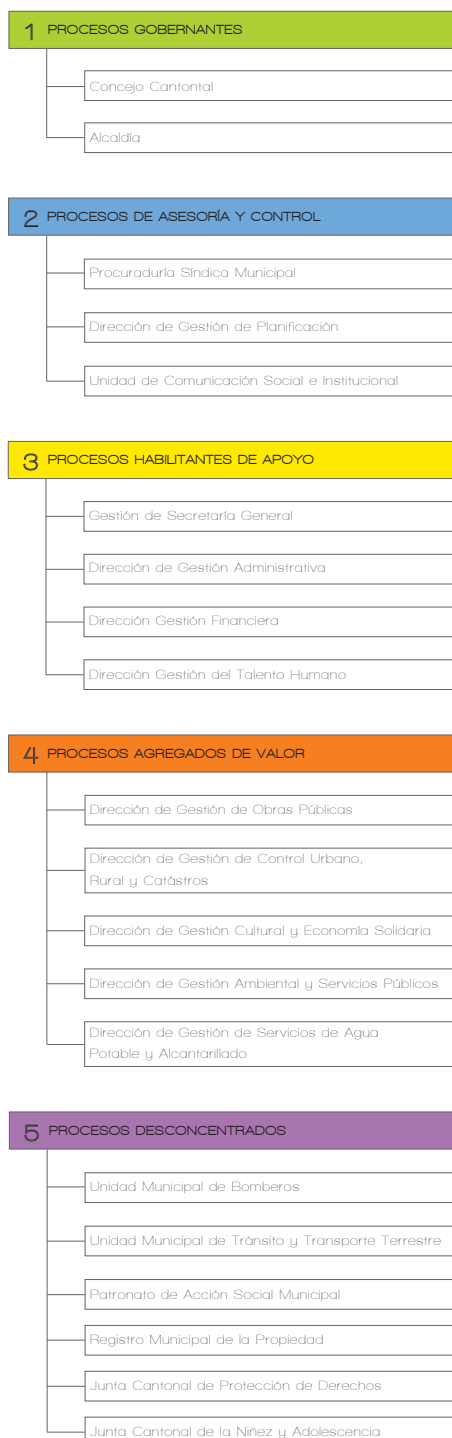 1 PROCESOS GOBERNANTES
Concejo Cantontal
Alcaldía
2 PROCESOS DE ASESORÍA Y CONTROL
Procuraduría Síndica Municipal
Dirección de Gestión de Planificación
Unidad de Comunicación Social e Institucional
3 PROCESOS HABILITANTES DE APOYO
Gestión de Secretaría General
Dirección de Gestión Administrativa
Dirección Gestión Financiera
Dirección Gestión del Talento Humano
4 PROCESOS AGREGADOS DE VALOR
Dirección de Gestión de Obras Públicas
Dirección de Gestión de Control Urbano,
Rural y Catástros
Dirección de Gestión Cultural y Economía Solidaria
Dirección de Gestión Ambiental y Servicios Públicos
Dirección de Gestión de Servicios de Agua
Potable y Alcantarillado
5 PROCESOS DESCONCENTRADOS
Unidad Municipal de Bomberos
Unidad Municipal de Tránsito y Transporte Terrestre
Patronato de Acción Social Municipal
Registro Municipal de la Propiedad
Junta Cantonal de Protección de Derechos
Junta Cantonal de la Niñez y Adolescencia